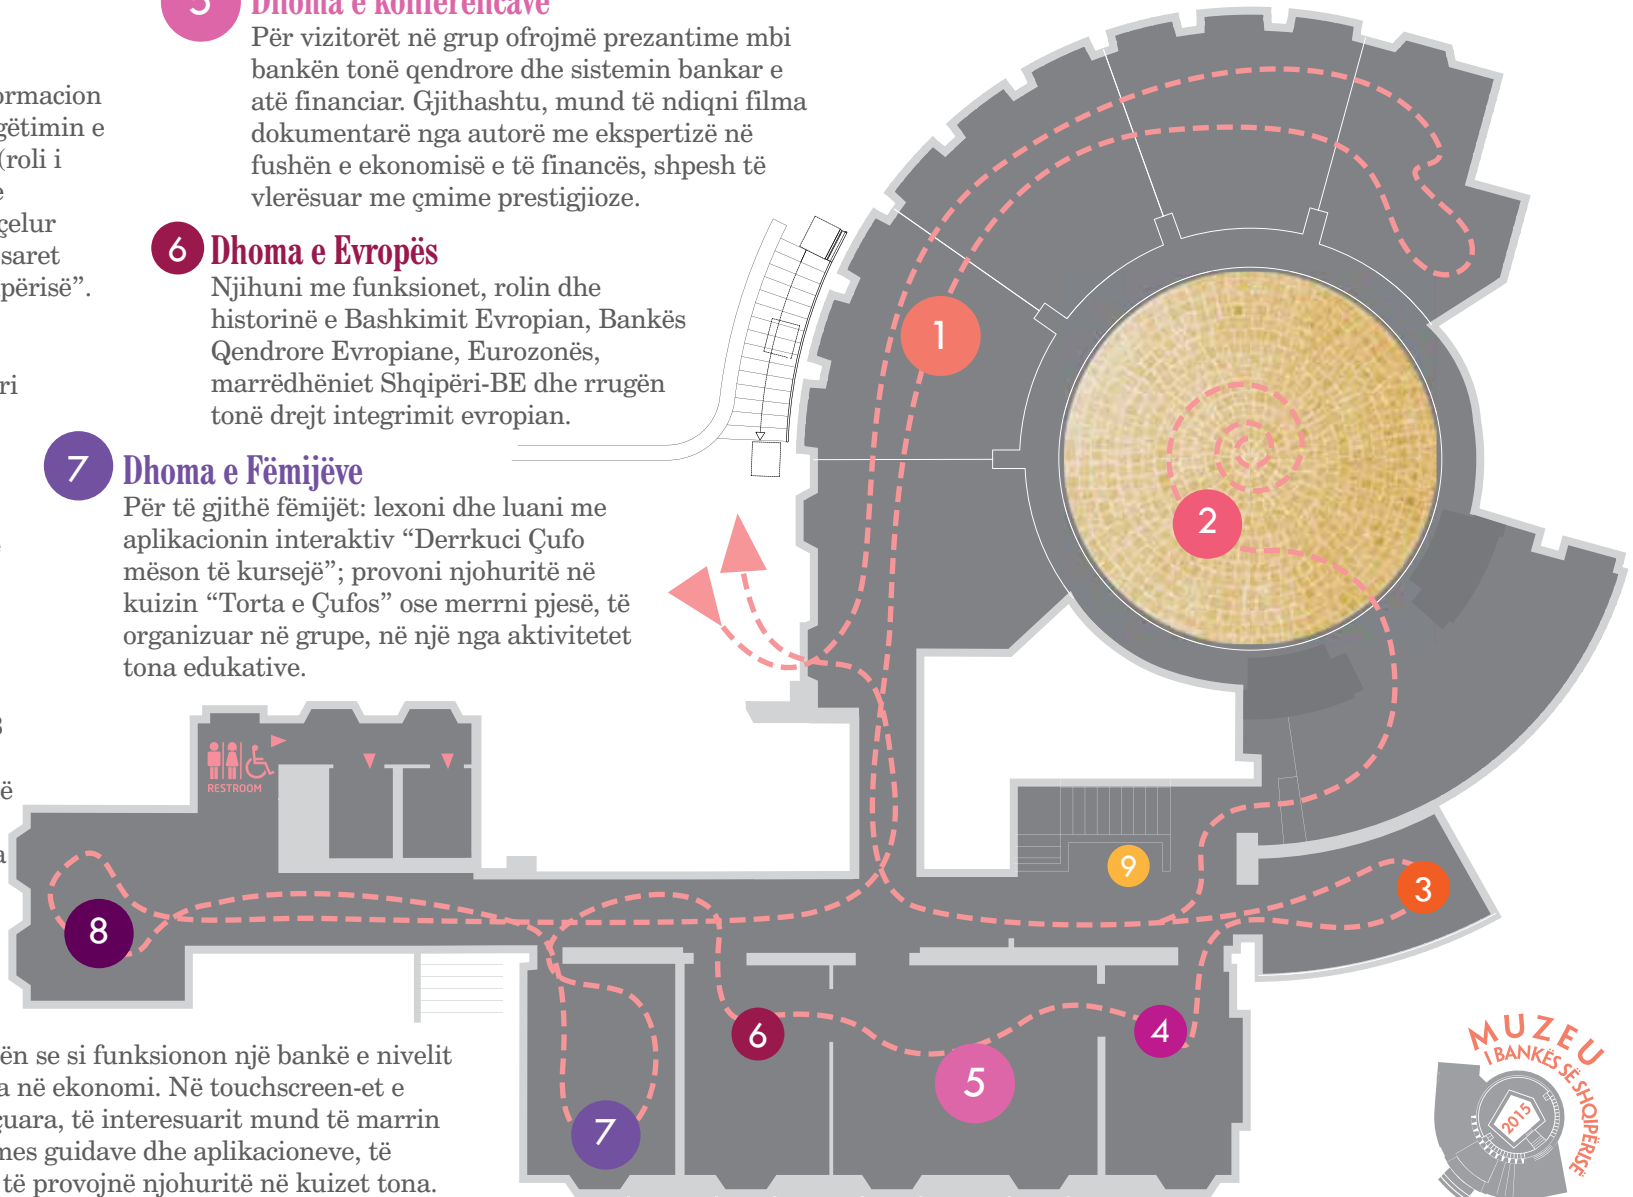 5 Dhoma e konferencave
Për vizitorët në grup ofrojmë prezantime mbi
bankën tonë qendrore dhe sistemin bankar e
atë financiar. Gjithashtu, mund të ndiqni filma
dokumentarë nga autorë me ekspertizë në
fushën e ekonomisë e të financës, shpesh të
vlerësuar me çmime prestigjioze.
6 Dhoma e Evropës
Njihuni me funksionet, rolin dhe
historinë e Bashkimit Evropian, Bankës
Qendrore Evropiane, Eurozonës,
marrëdhëniet Shqipëri-BE dhe rrugën
tonë drejt integrimit evropian.
7 Dhoma e Fëmijëve
Për të gjithë fëmijët: lexoni dhe luani me
aplikacionin interaktiv “Derrkuci Çufo
mëson të kursejë”; provoni njohuritë në
kuizin “Torta e Çufos” ose merrni pjesë, të
organizuar në grupe, në një nga aktivitetet
tona edukative.
ormacion
gëtimin e
(roli i
e
çelur
saret
përisë”.
ri
ë
a
ën se si funksionon një bankë e nivelit
a në ekonomi. Në touchscreen-et e
çuara, të interesuarit mund të marrin
mes guidave dhe aplikacioneve, të
të provojnë njohuritë në kuizet tona.
1
2
RESTROOM
9
3
8
6
4
5
7
MUZEU
I BANKËS SË SHQIPËRISË
2015